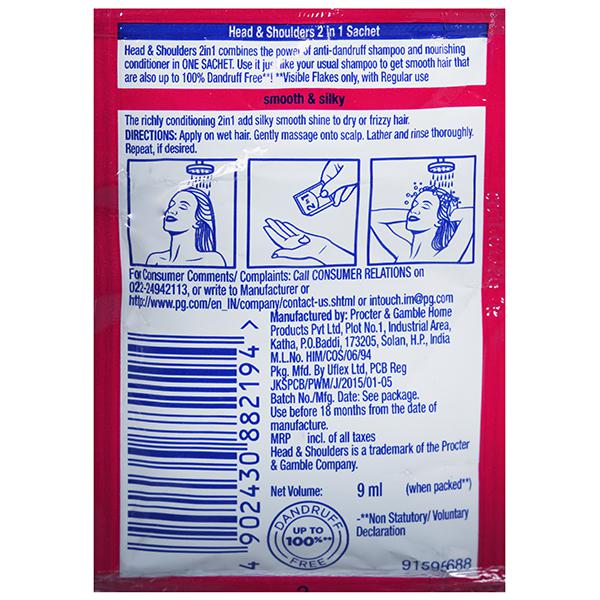 Head & Shoulders 2 in 1 Sachet
Head & Shoulders 2in1 combines the power of anti-dandruff shampoo and nourishing
conditioner in ONE SACHET. Use it just like your usual shampoo to get smooth hair that
are also up to 100% Dandruff Free**! **Visible Flakes only, with Regular use
smooth & silky
The richly conditioning 2in1 add silky smooth shine to dry or frizzy hair.
DIRECTIONS: Apply on wet hair. Gently massage onto scalp. Lather and rinse thoroughly.
Repeat, if desired.
2in1
For Consumer Comments/ Complaints: Call CONSUMER RELATIONS on
022-24942113, or write to Manufacturer or
http://www.pg.com/en_IN/company/contact-us.shtml or intouch.im@pg.com
Manufactured by: Procter & Gamble Home
Products Pvt Ltd, Plot No.1, Industrial Area,
Katha, P.O.Baddi, 173205, Solan, H.P., India
M.L.No. HIM/COS/06/94
Pkg. Mfd. By Uflex Ltd, PCB Reg
JKSPCB/PWM/J/2015/01-05
Batch No./Mfg. Date: See package.
Use before 18 months from the date of
manufacture.
MRP incl. of all taxes
Head & Shoulders is a trademark of the Procter
& Gamble Company.
Net Volume: 9 ml (when packed**)
DANDRUFF
UP TO
100%**
FREE
-**Non Statutory/ Voluntary
Declaration
4 902430 882194 >